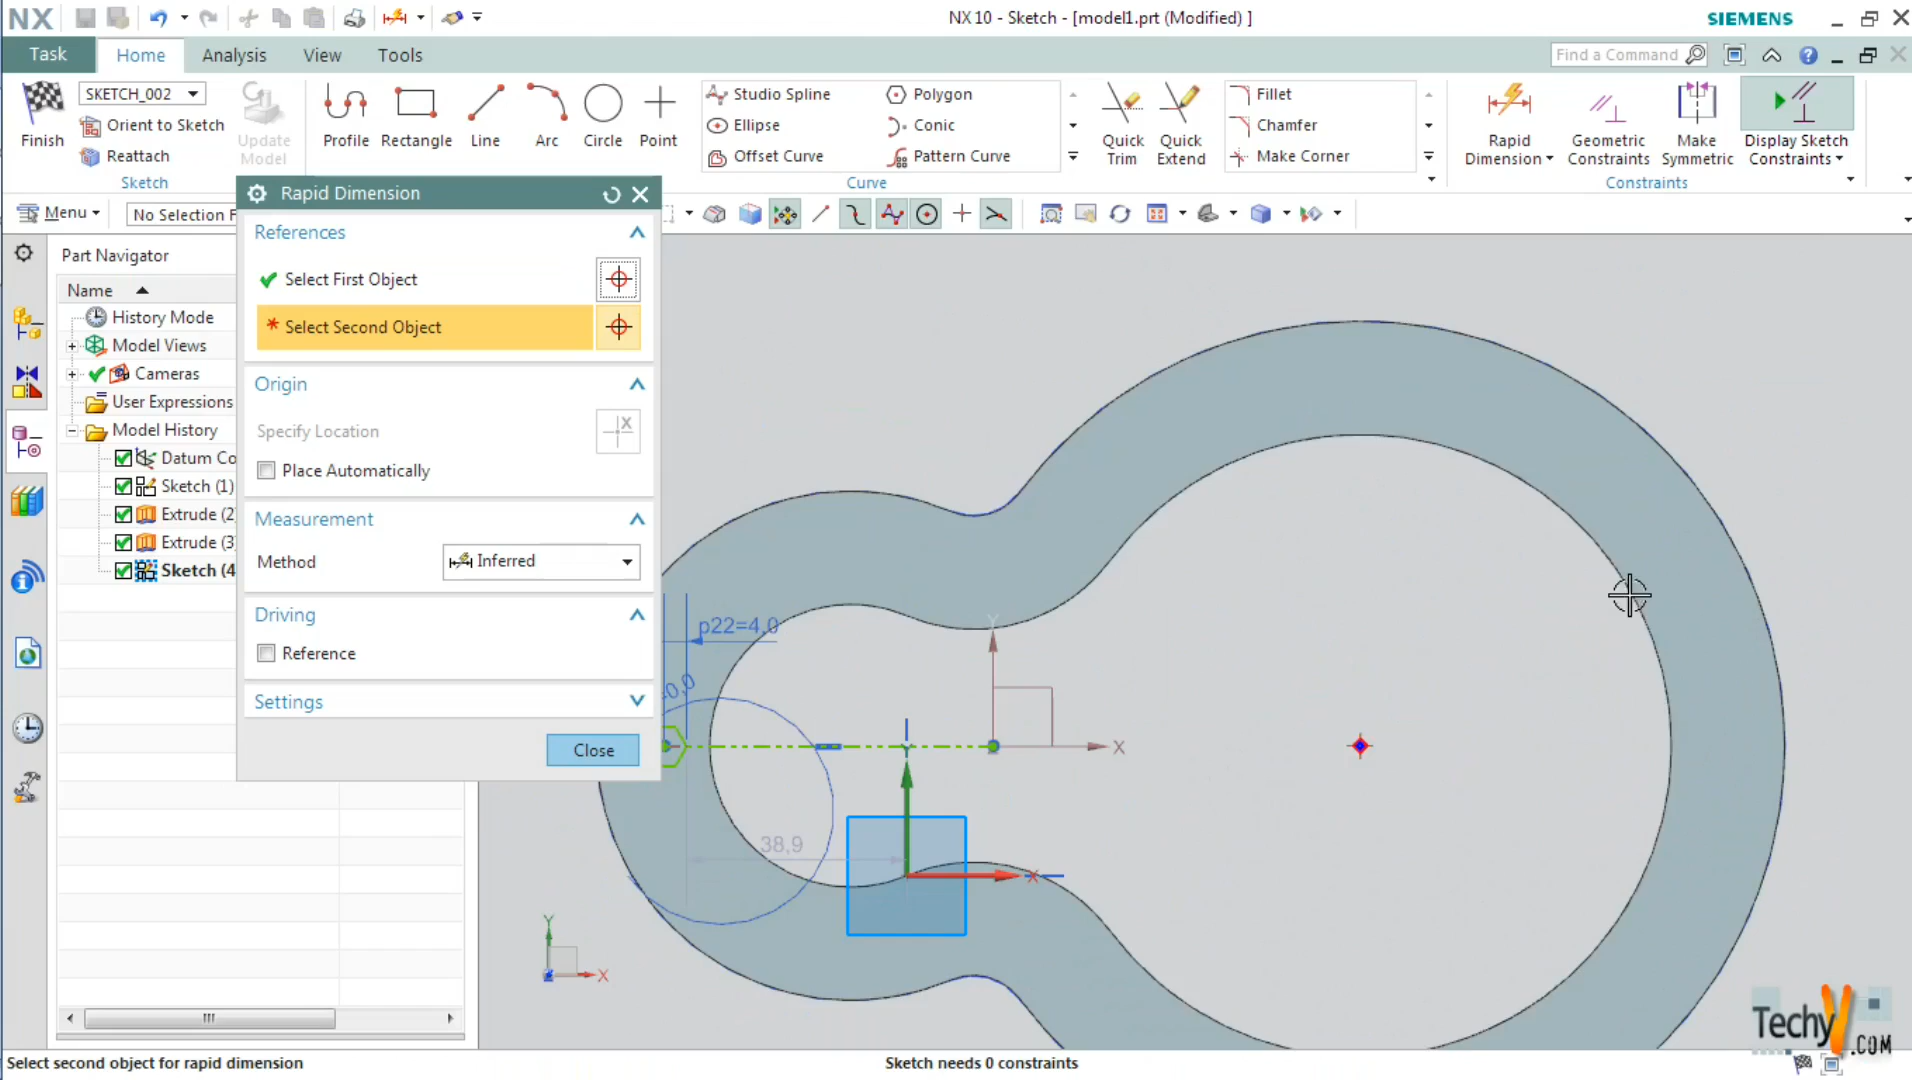 NX
NX 10 - Sketch - [model1.prt (Modified) ]
SIEMENS
Task
Home
Analysis
View
Tools
Find a Command
Finish
SKETCH_002
Orient to Sketch
Reattach
Update Model
Sketch
Profile
Rectangle
Line
Arc
Circle
Point
Studio Spline
Ellipse
Offset Curve
Polygon
Conic
Pattern Curve
Quick Trim
Quick Extend
Fillet
Chamfer
Make Corner
Curve
Rapid Dimension
Geometric Constraints
Make Symmetric
Display Sketch Constraints
Constraints
Menu
No Selection F
Part Navigator
Name
History Mode
Model Views
Cameras
User Expressions
Model History
Datum Co
Sketch (1)
Extrude (2
Extrude (3
Sketch (4
Rapid Dimension
References
Select First Object
* Select Second Object
Origin
Specify Location
Place Automatically
Measurement
Method
Inferred
Driving
Reference
Settings
Close
p22=4,0
0,0
38,9
Y
X
Y
X
Y
X
TechyV
.COM
Select second object for rapid dimension
Sketch needs 0 constraints